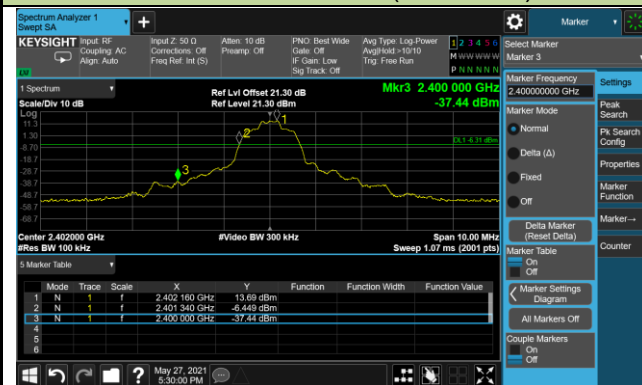 Spectrum Analyzer 1
Swept SA
+
Marker
KEYSIGHT
Input: RF
Coupling: AC
Align: Auto
Input Z: 50 Ω
Corrections: Off
Freq Ref: Int (S)
Atten: 10 dB
Preamp: Off
PNO: Best Wide
Gate: Off
IF Gain: Low
Sig Track: Off
Avg Type: Log-Power
Avg|Hold:>10/10
Trig: Free Run
1 2 3 4 5 6
M W W W W W
P N N N N N
LXI
Select Marker
Marker 3
1 Spectrum
Scale/Div 10 dB
Log
Ref Lvl Offset 21.30 dB
Ref Level 21.30 dBm
Mkr3 2.400 000 GHz
-37.44 dBm
Marker Frequency
2.400000000 GHz
Settings
Peak Search
Pk Search Config
Properties
Marker Function
Marker→
Counter
Marker Mode
Normal
Delta (Δ)
Fixed
Off
Delta Marker
(Reset Delta)
Marker Table
On
Off
Marker Settings
Diagram
All Markers Off
Couple Markers
On
Off
11.3
1.30
-8.70
-18.7
-28.7
-38.7
-48.7
-58.7
-68.7
1
2
3
DL1 -6.31 dBm
Center 2.402000 GHz
#Res BW 100 kHz
#Video BW 300 kHz
Span 10.00 MHz
Sweep 1.07 ms (2001 pts)
5 Marker Table
Mode Trace Scale X Y Function Function Width Function Value
1 N 1 f 2.402 160 GHz 13.69 dBm
2 N 1 f 2.401 340 GHz -6.449 dBm
3 N 1 f 2.400 000 GHz -37.44 dBm
4
5
6
?
May 27, 2021
5:30:00 PM